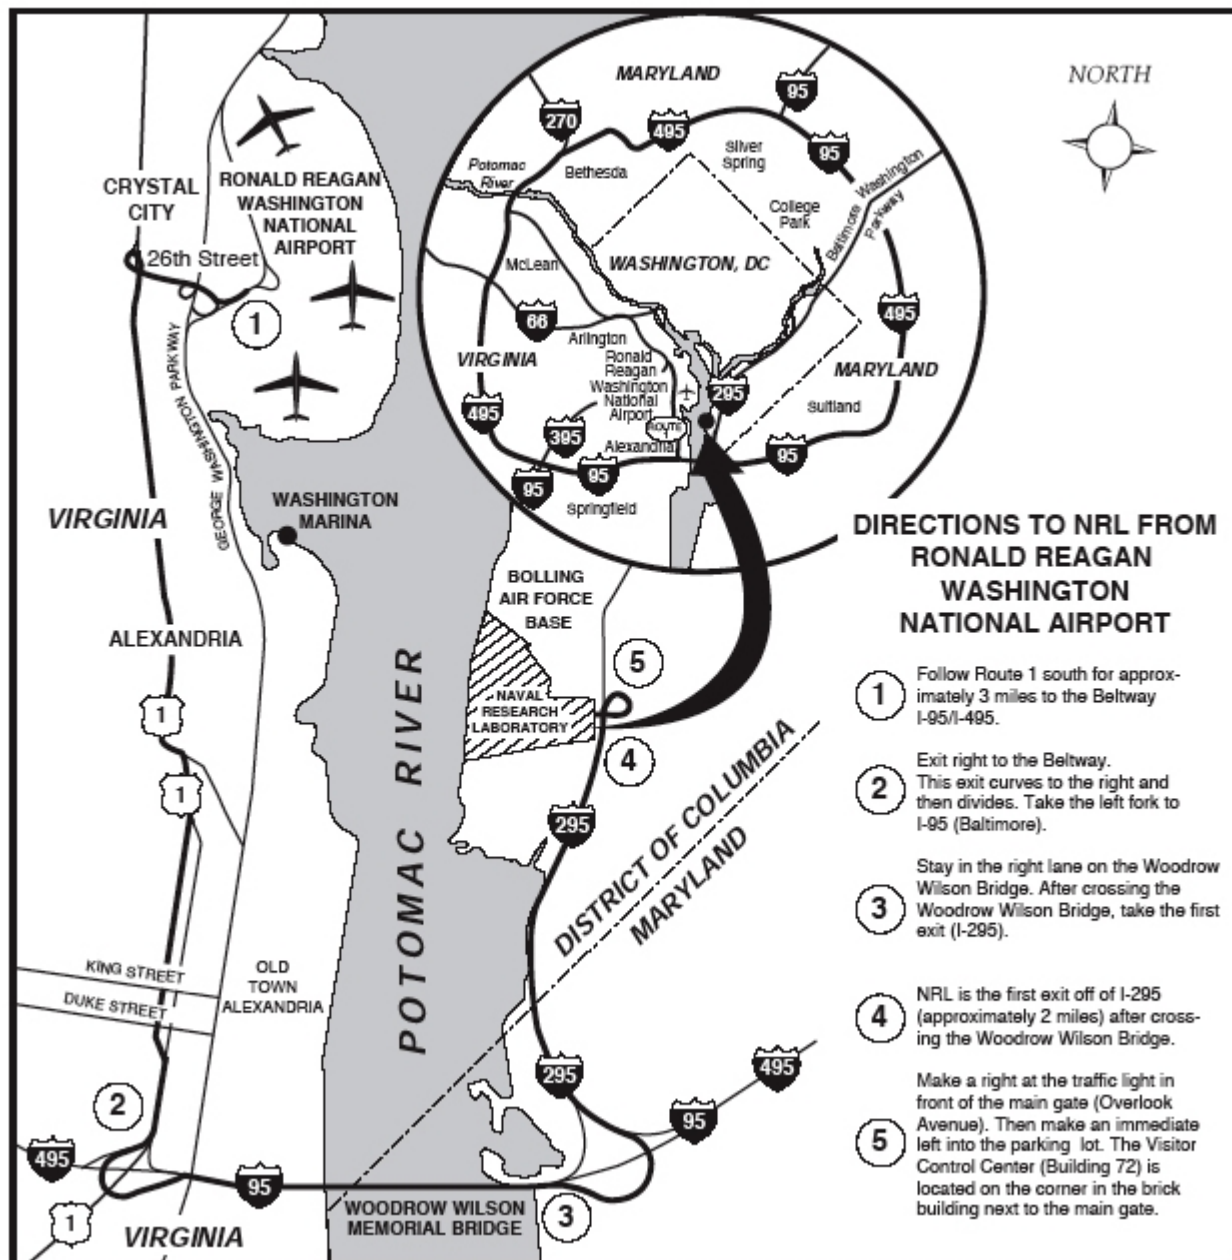 NORTH
MARYLAND
95
270
495
Silver
Spring
95
Potomac
River
Bethesda
Baltimore Washington
Parkway
College
Park
McLean
WASHINGTON, DC
66
495
Arlington
VIRGINIA
Ronald
Reagan
Washington
National
Airport
MARYLAND
295
495
395
ROUTE
1
Suitland
Alexandria
95
95
95
Springfield
CRYSTAL
CITY
RONALD REAGAN
WASHINGTON
NATIONAL
AIRPORT
26th Street
1
GEORGE WASHINGTON PARKWAY
WASHINGTON
MARINA
VIRGINIA
BOLLING
AIR FORCE
BASE
ALEXANDRIA
5
NAVAL
RESEARCH
LABORATORY
1
4
1
295
POTOMAC RIVER
DISTRICT OF COLUMBIA
MARYLAND
KING STREET
DUKE STREET
OLD
TOWN
ALEXANDRIA
295
495
95
2
495
95
1
VIRGINIA
WOODROW WILSON
MEMORIAL BRIDGE
3
DIRECTIONS TO NRL FROM
RONALD REAGAN
WASHINGTON
NATIONAL AIRPORT
1
Follow Route 1 south for approx-
imately 3 miles to the Beltway
I-95/I-495.
2
Exit right to the Beltway.
This exit curves to the right and
then divides. Take the left fork to
I-95 (Baltimore).
3
Stay in the right lane on the Woodrow
Wilson Bridge. After crossing the
Woodrow Wilson Bridge, take the first
exit (I-295).
4
NRL is the first exit off of I-295
(approximately 2 miles) after cross-
ing the Woodrow Wilson Bridge.
5
Make a right at the traffic light in
front of the main gate (Overlook
Avenue). Then make an immediate
left into the parking lot. The Visitor
Control Center (Building 72) is
located on the corner in the brick
building next to the main gate.